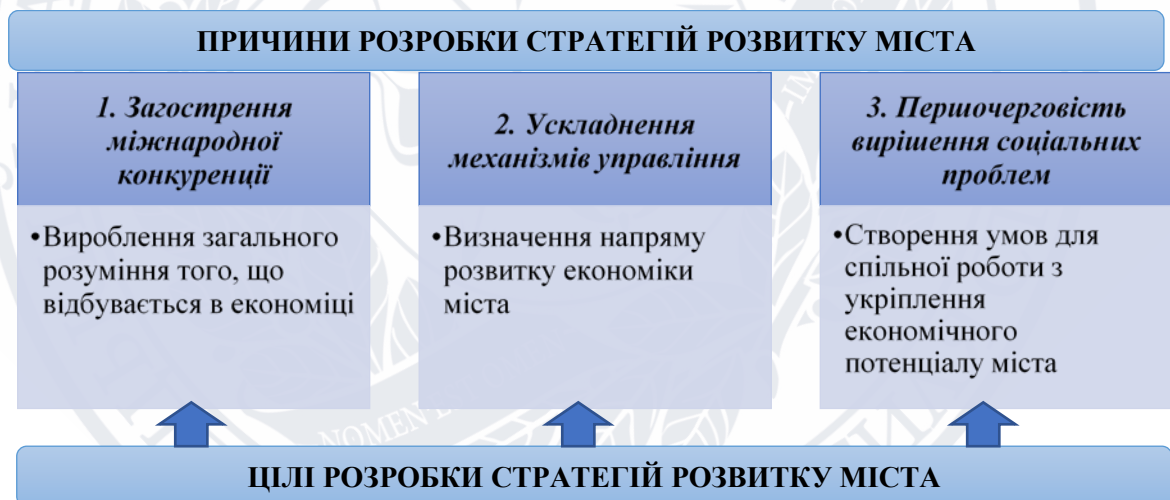 ПРИЧИНИ РОЗРОБКИ СТРАТЕГІЙ РОЗВИТКУ МІСТА
1. Загострення
міжнародної
конкуренції
•Вироблення загального
розуміння того, що
відбувається в економіці
2. Ускладнення
механізмів управління
•Визначення напряму
розвитку економіки
міста
3. Першочерговість
вирішення соціальних
проблем
•Створення умов для
спільної роботи з
укріплення
економічного
потенціалу міста
NOMEN
ЦІЛІ РОЗРОБКИ СТРАТЕГІЙ РОЗВИТКУ МІСТА